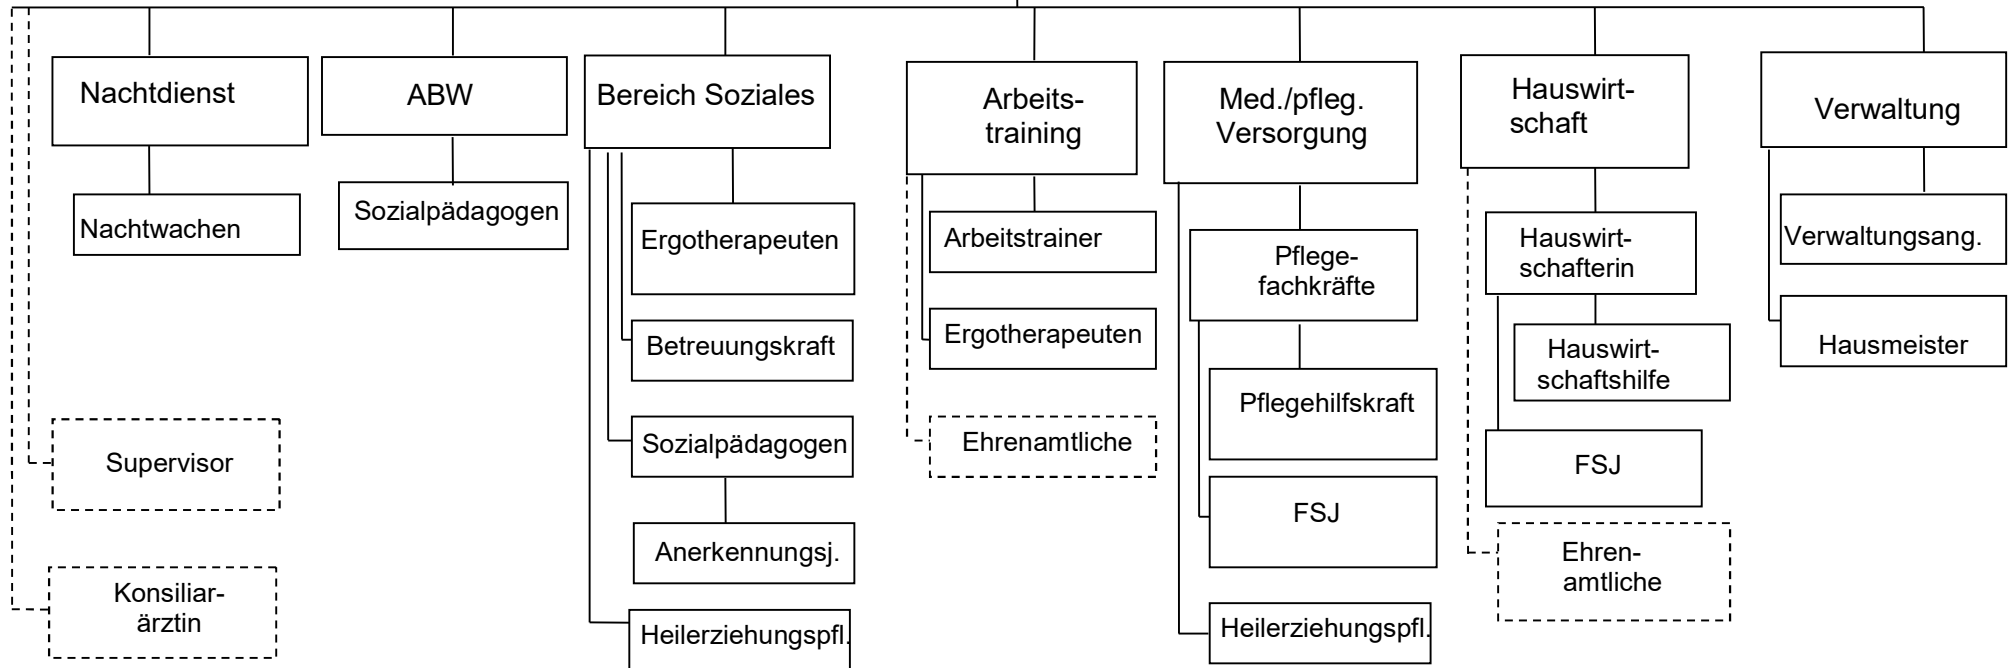 Nachtdienst
Nachtwachen
Supervisor
Konsiliar-
ärztin
ABW
Sozialpädagogen
Bereich Soziales
Ergotherapeuten
Betreuungskraft
Sozialpädagogen
Anerkennungsj.
Heilerziehungspfl.
Arbeits-
training
Arbeitstrainer
Ergotherapeuten
Ehrenamtliche
Med./pfleg.
Versorgung
Pflege-
fachkräfte
Pflegehilfskraft
FSJ
Heilerziehungspfl.
Hauswirt-
schaft
Hauswirt-
schafterin
Hauswirt-
schaftshilfe
FSJ
Ehren-
amtliche
Verwaltung
Verwaltungsang.
Hausmeister